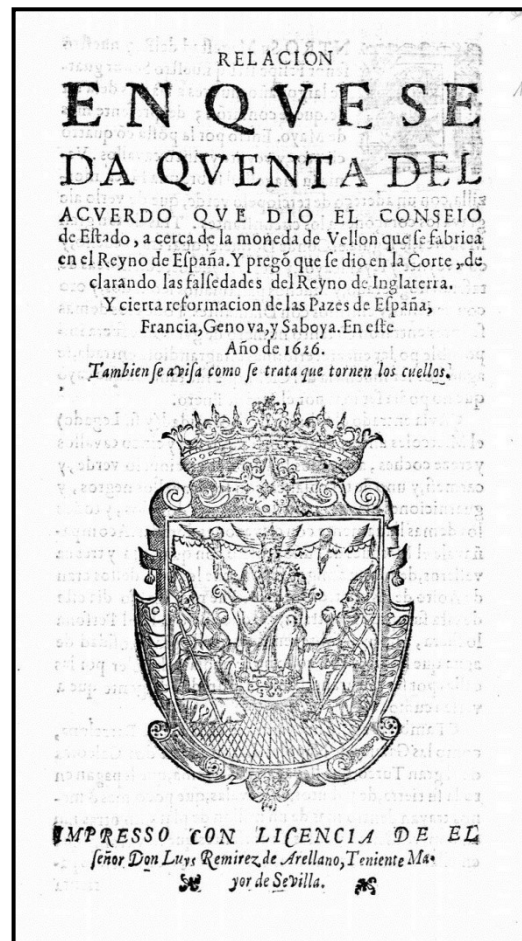 RELACION
EN QVE SE
DA QVENTA DEL
ACVERDO QVE DIO EL CONSEIO
de Estado, a cerca de la moneda de Vellon que se fabrica
en el Reyno de España. Y pregõ que se dio en la Corte, de
clarando las falsedades del Reyno de Inglaterra.
Y cierta reformacion de las Pazes de España,
Francia, Genova, y Saboya. En este
Año de 1626.
Tambien se avisa como se trata que tornen los cuellos.
IMPRESSO CON LICENCIA DE EL
señor Don Luys Remirez de Arellano, Teniente Ma-
yor de Sevilla.